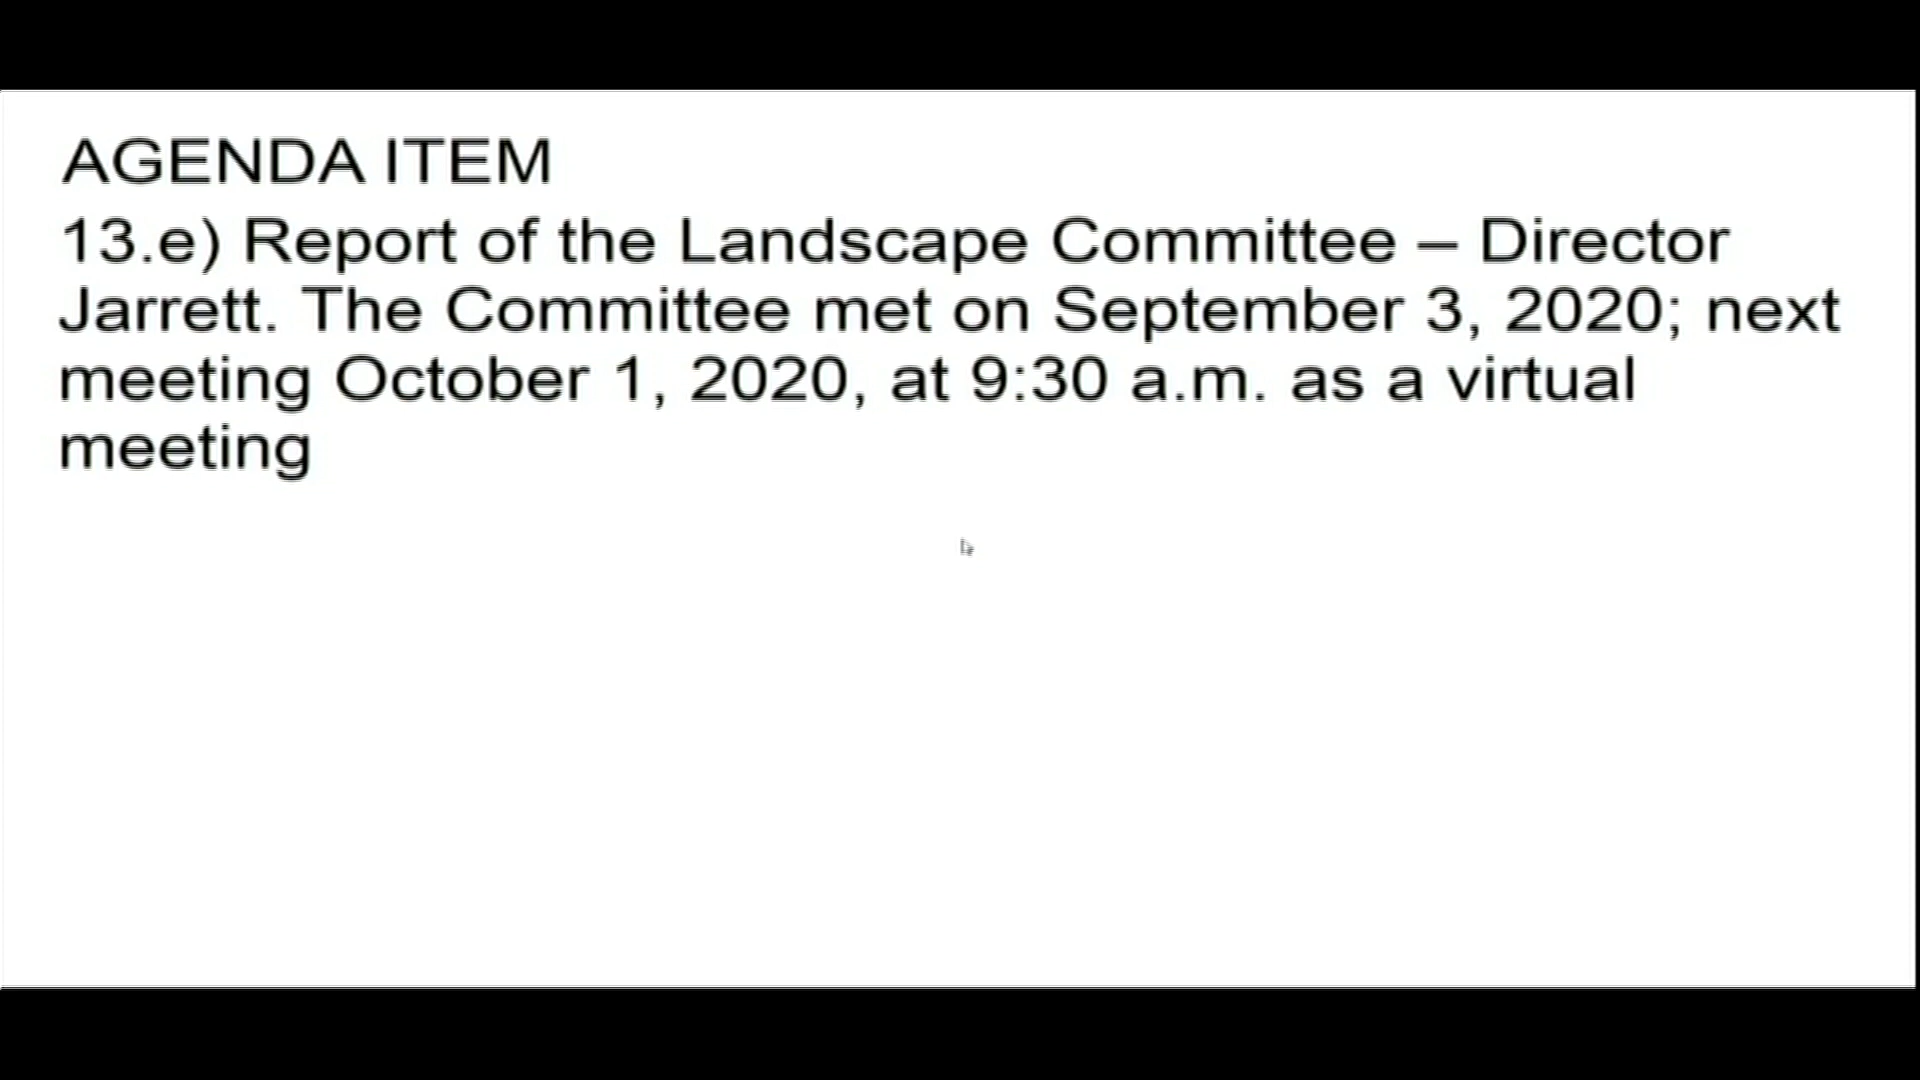 AGENDA ITEM
13.e) Report of the Landscape Committee – Director
Jarrett. The Committee met on September 3, 2020; next
meeting October 1, 2020, at 9:30 a.m. as a virtual
meeting